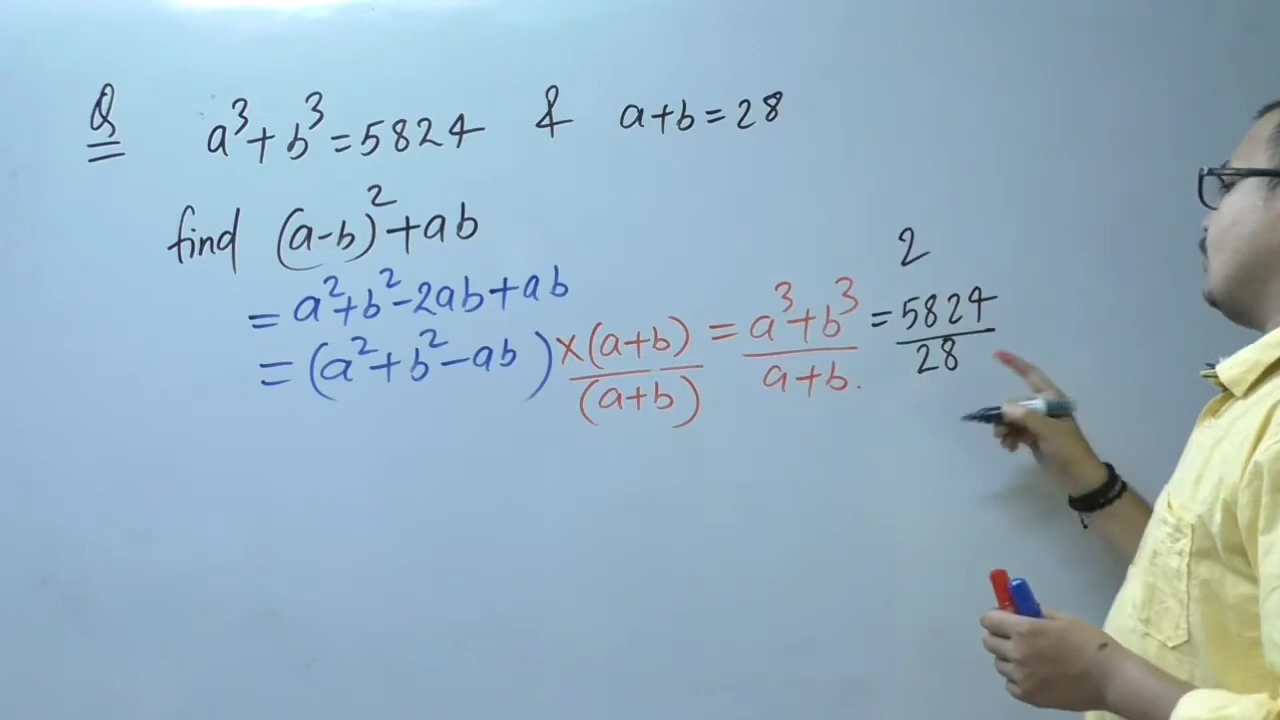 Q a³+b³=5824 & a+b=28
find (a-b)²+ab
= a²+b²-2ab+ab
= (a²+b²-ab) ×(a+b)/(a+b) = a³+b³/a+b. = 5824/28
2